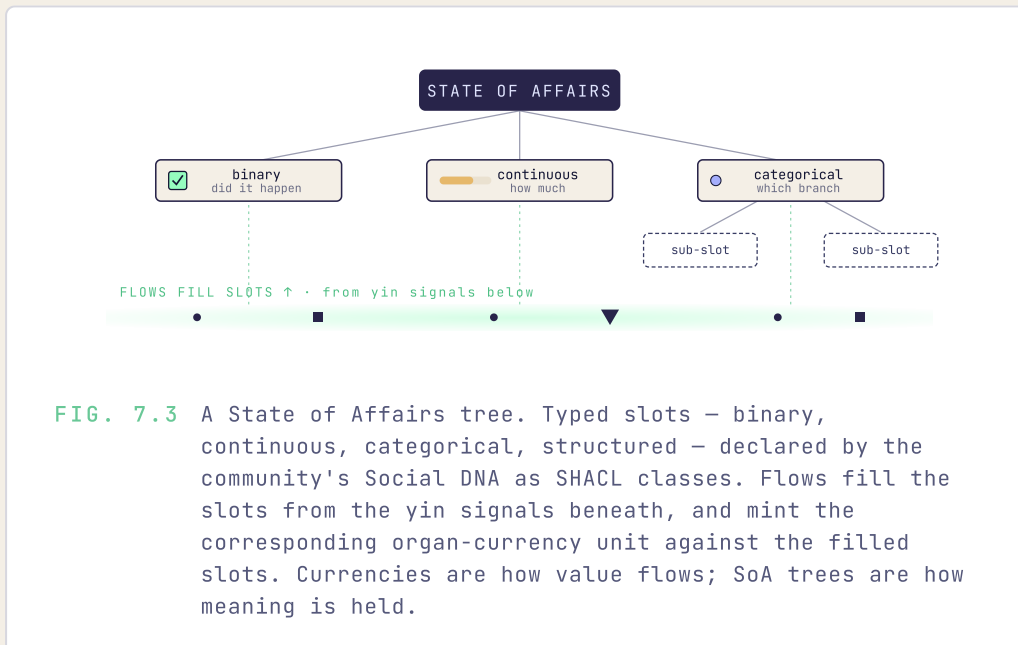 STATE OF AFFAIRS
binary
did it happen
continuous
how much
categorical
which branch
sub-slot
sub-slot
FLOWS FILL SLOTS ↑ · from yin signals below
FIG. 7.3 A State of Affairs tree. Typed slots — binary,
continuous, categorical, structured — declared by the
community's Social DNA as SHACL classes. Flows fill the
slots from the yin signals beneath, and mint the
corresponding organ-currency unit against the filled
slots. Currencies are how value flows; SoA trees are how
meaning is held.